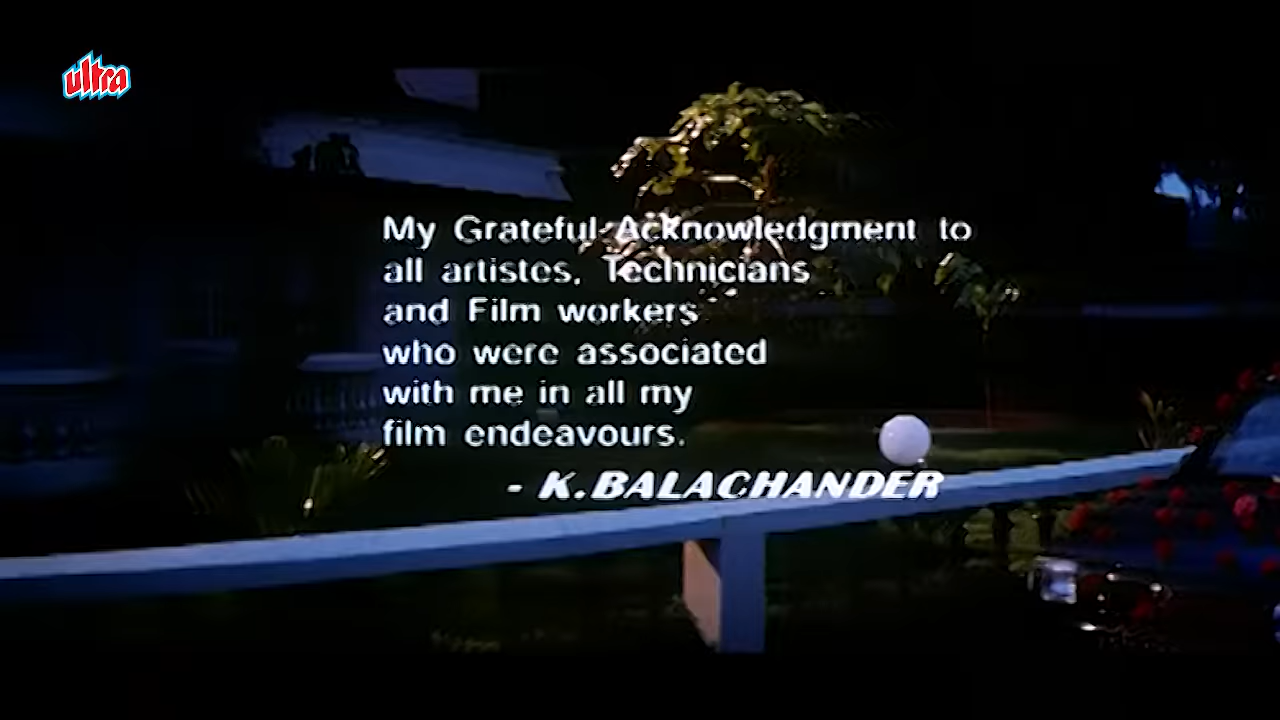 ultra
My Grateful Acknowledgment to
all artistes, Technicians
and Film workers
who were associated
with me in all my
film endeavours.
- K.BALACHANDER